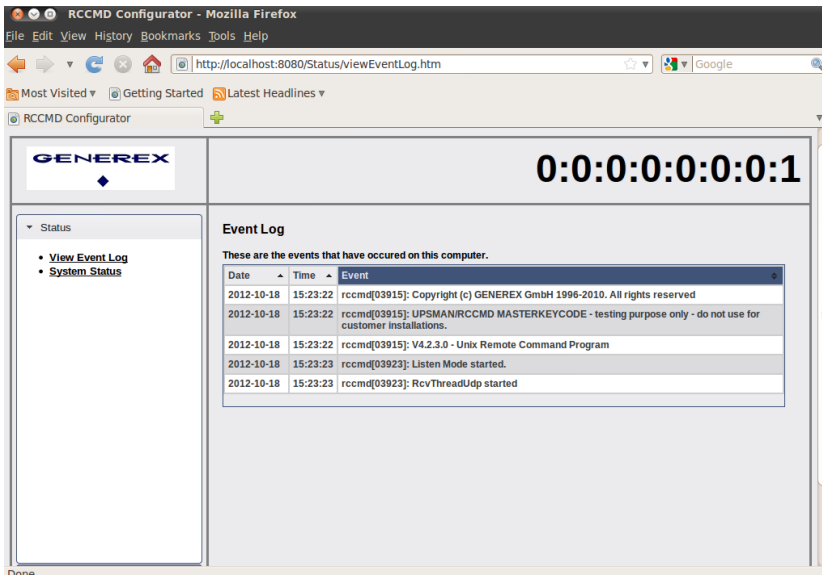 RCCMD Configurator - Mozilla Firefox
File Edit View History Bookmarks Tools Help
http://localhost:8080/Status/viewEventLog.htm
Google
Most Visited
Getting Started
Latest Headlines
RCCMD Configurator
GENEREX
0:0:0:0:0:0:0:1
Status
View Event Log
System Status
Event Log
These are the events that have occured on this computer.
Date Time Event
2012-10-18 15:23:22 rccmd[03915]: Copyright (c) GENEREX GmbH 1996-2010. All rights reserved
2012-10-18 15:23:22 rccmd[03915]: UPSMAN/RCCMD MASTERKEYCODE - testing purpose only - do not use for
customer installations.
2012-10-18 15:23:22 rccmd[03915]: V4.2.3.0 - Unix Remote Command Program
2012-10-18 15:23:23 rccmd[03923]: Listen Mode started.
2012-10-18 15:23:23 rccmd[03923]: RcvThreadUdp started
Done